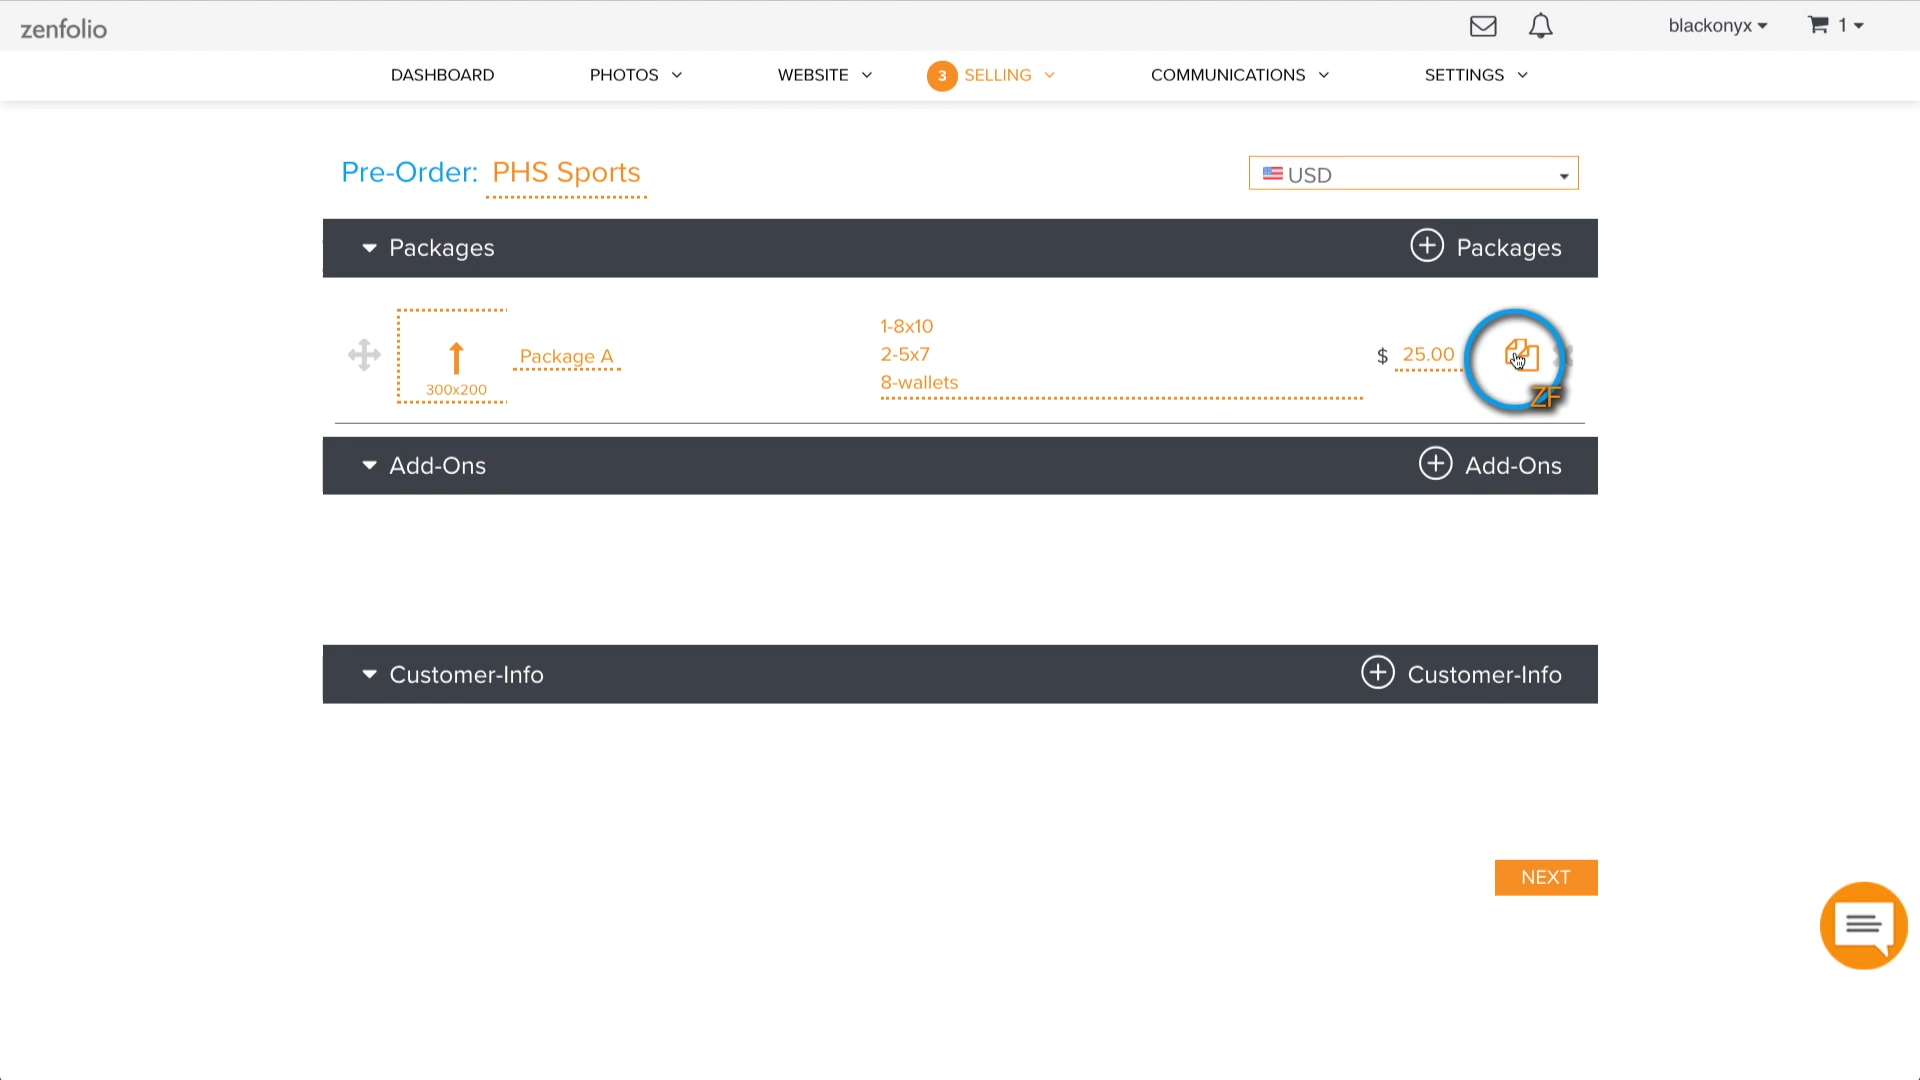 zenfolio
blackonyx
1
DASHBOARD
PHOTOS
WEBSITE
3
SELLING
COMMUNICATIONS
SETTINGS
Pre-Order: PHS Sports
USD
Packages
Packages
300x200
Package A
1-8x10
2-5x7
8-wallets
$ 25.00
ZF
Add-Ons
Add-Ons
Customer-Info
Customer-Info
NEXT